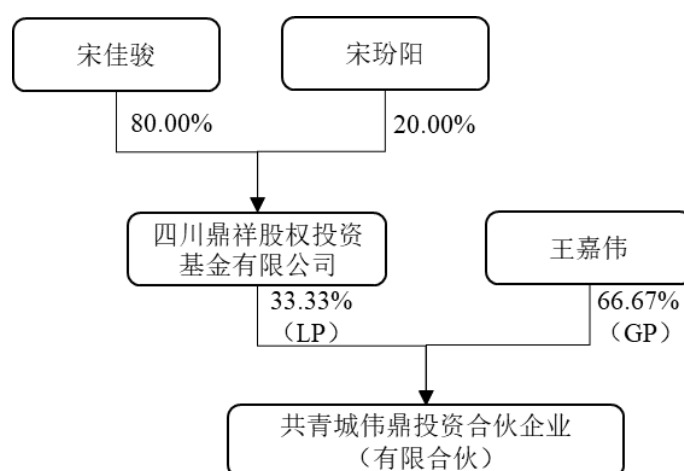 宋佳骏
宋玢阳
80.00%
20.00%
四川鼎祥股权投资
基金有限公司
王嘉伟
33.33%
（LP）
66.67%
（GP）
共青城伟鼎投资合伙企业
（有限合伙）